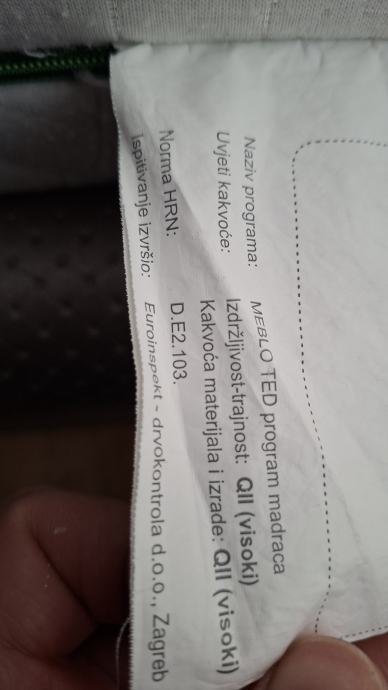 Naziv programa: MEBLO TED program madraca
Uvjeti kakvoće: Izdržljivost-trajnost: QII (visoki)
Kakvoća materijala i izrade: QII (visoki)
Norma HRN: D.E2.103.
Ispitivanje izvršio: Euroinspekt - drvokontrola d.o.o., Zagreb